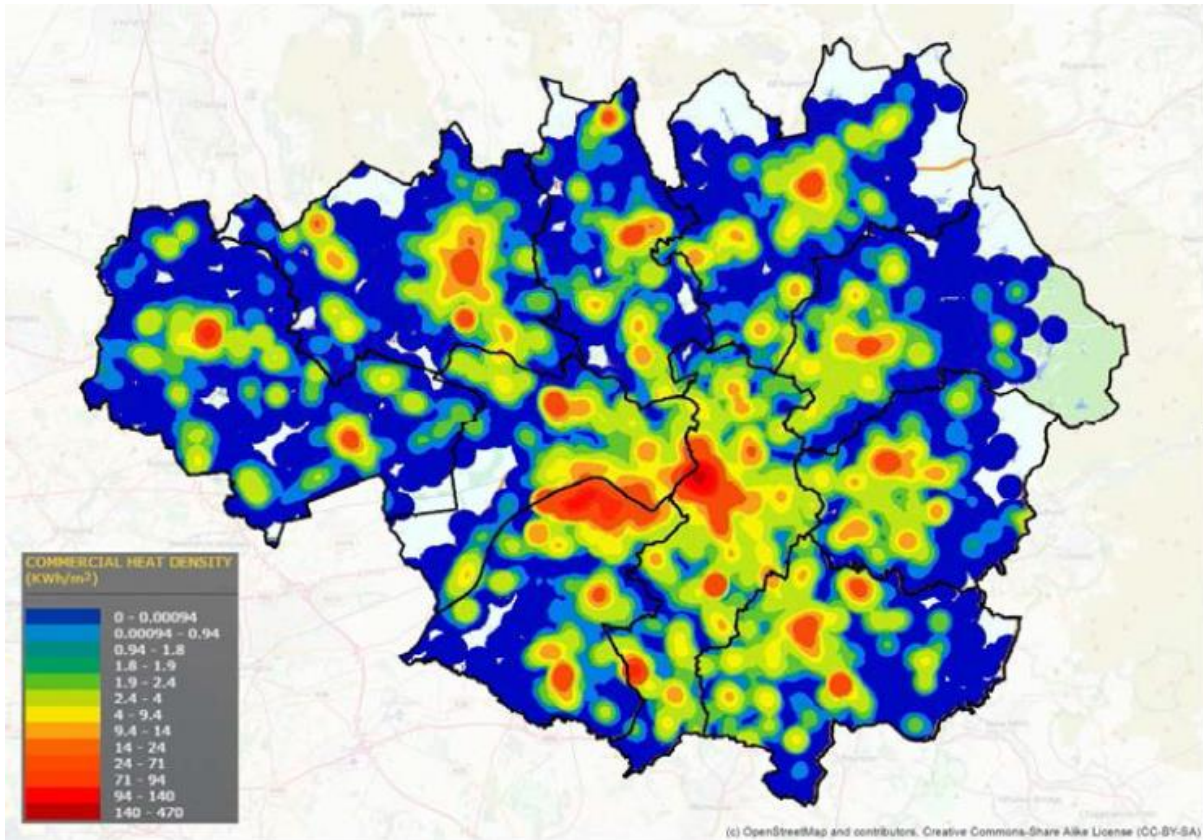 COMMERCIAL HEAT DENSITY
(KWh/m²)
0 - 0.00094
0.00094 - 0.94
0.94 - 1.8
1.8 - 1.9
1.9 - 2.4
2.4 - 4
4 - 9.4
9.4 - 14
14 - 24
24 - 71
71 - 94
94 - 140
140 - 470
(c) OpenStreetMap and contributors, Creative Commons-Share Alike License (CC-BY-SA)